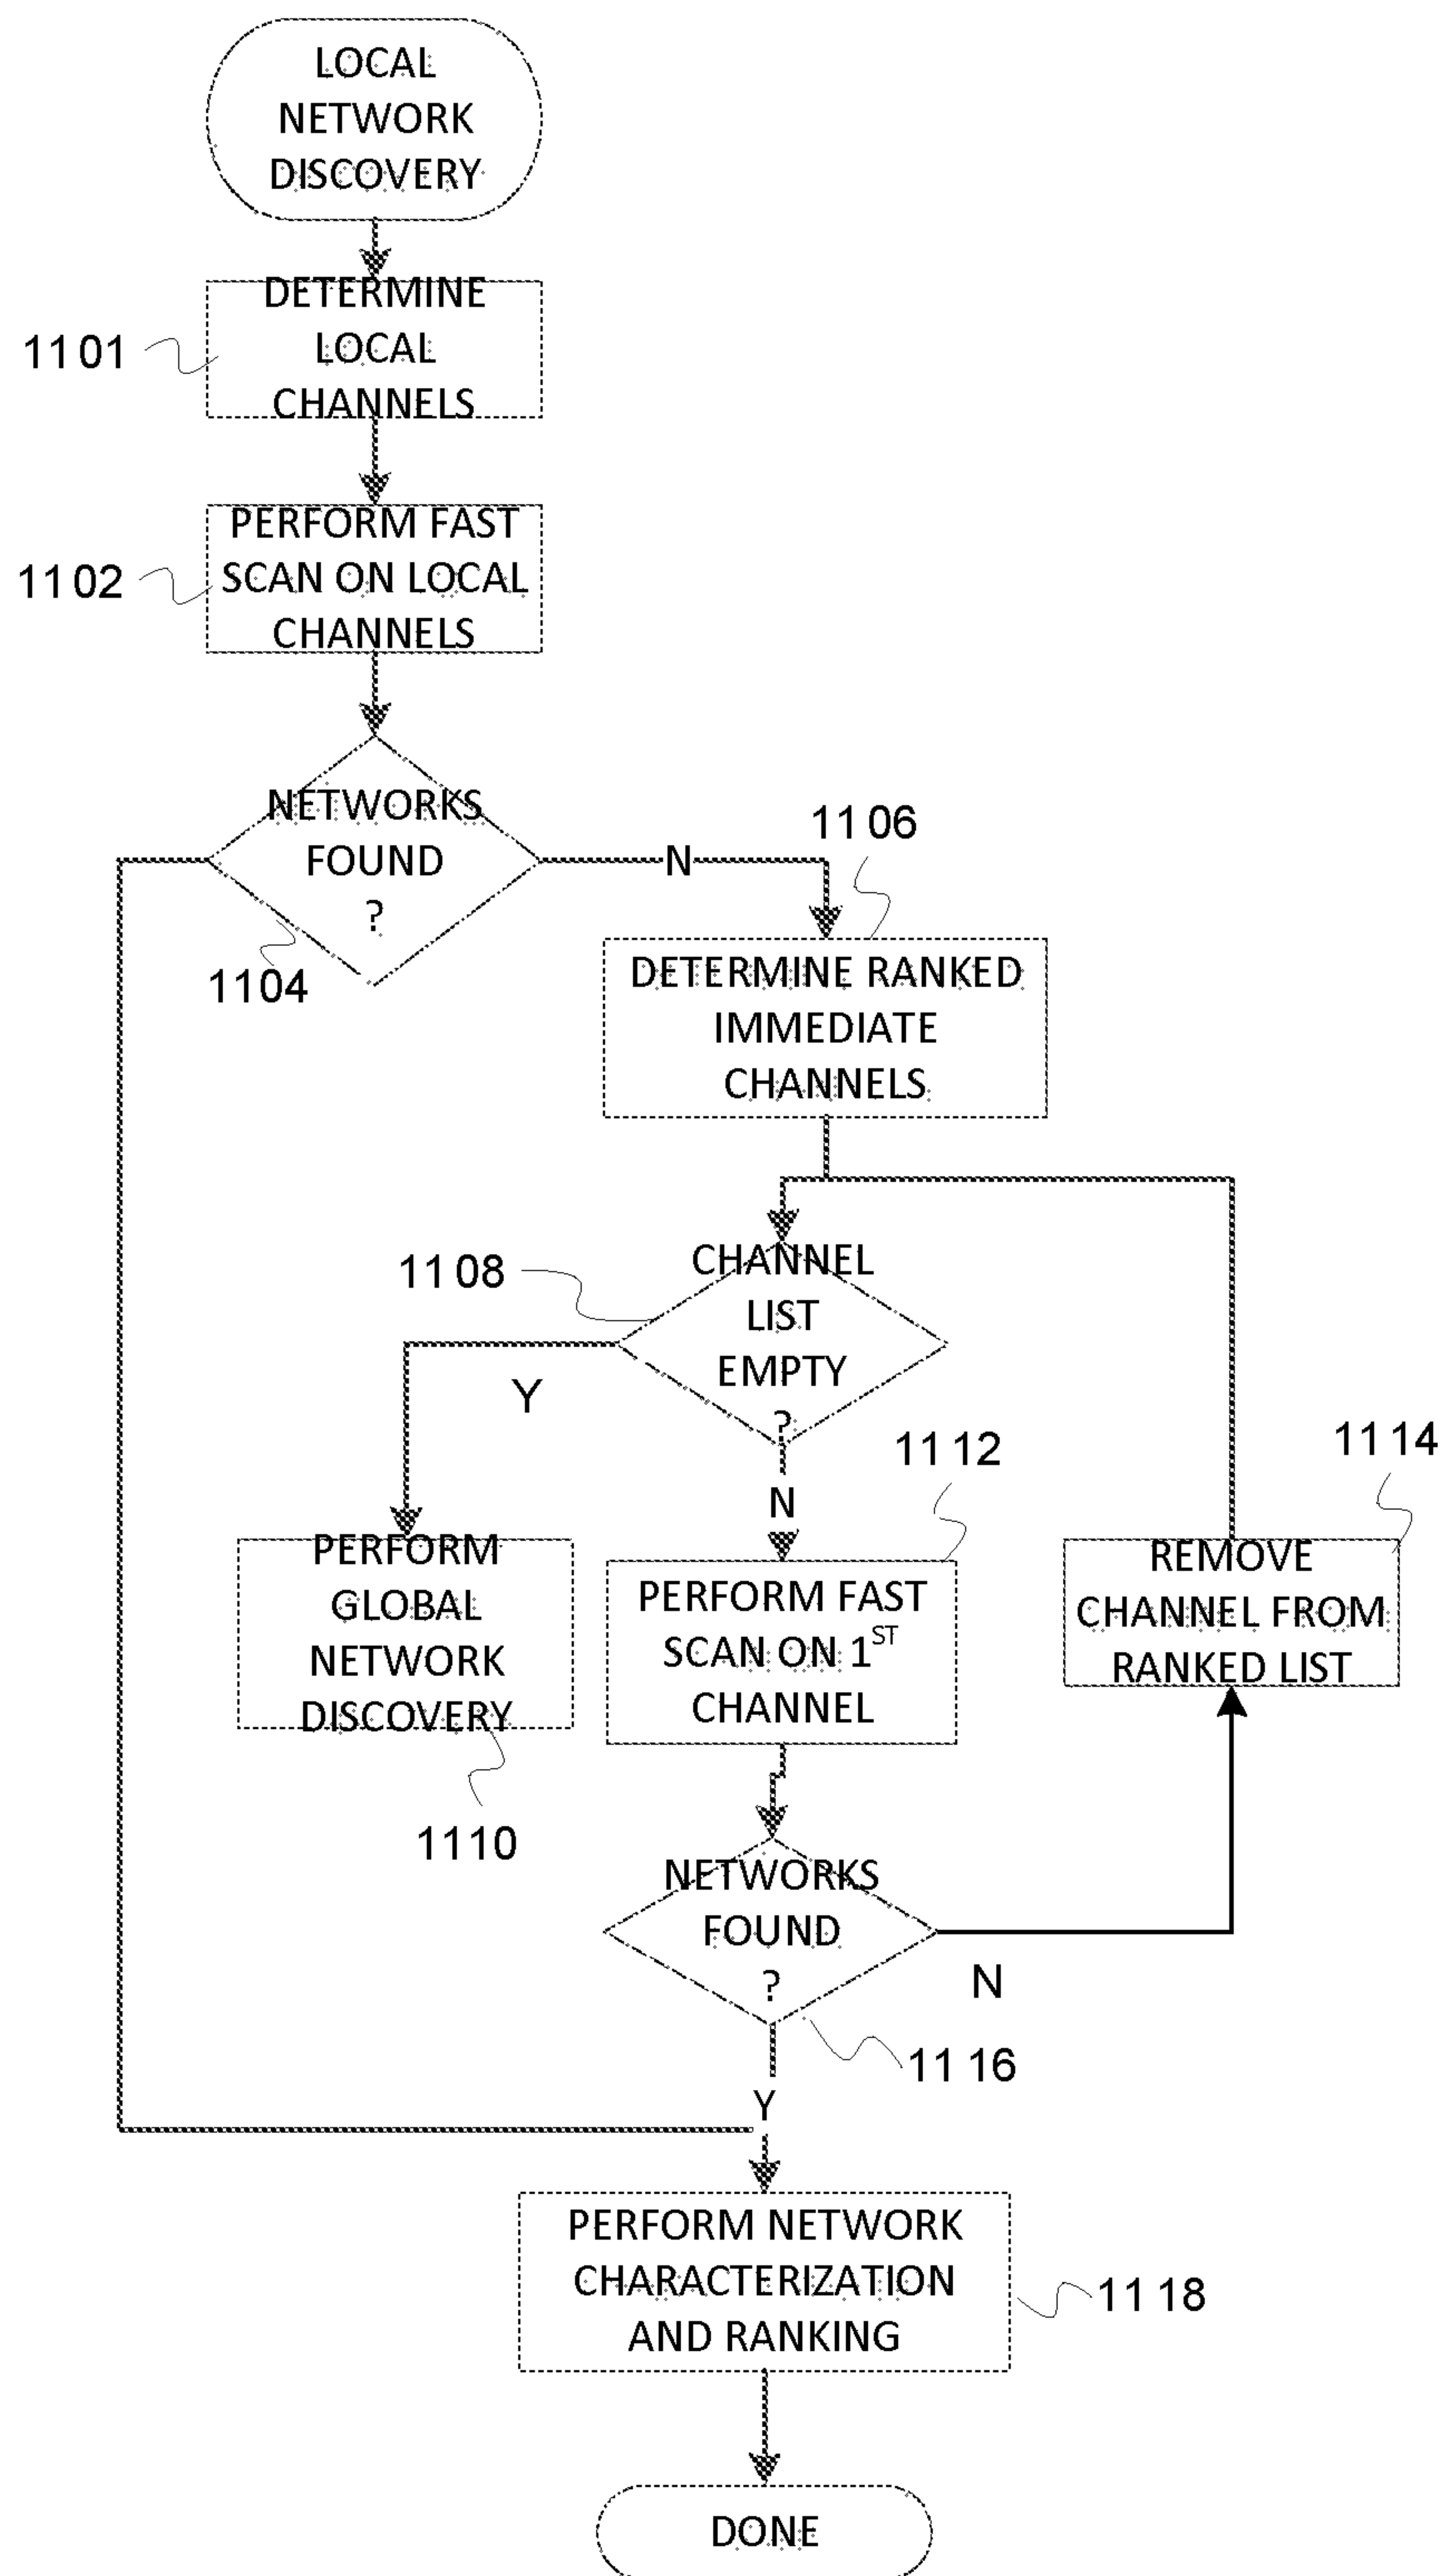 LOCAL
NETWORK
DISCOVERY
DETERMINE
LOCAL
CHANNELS
1101
PERFORM FAST
SCAN ON LOCAL
CHANNELS
1102
NETWORKS
FOUND
?
1104
N
1106
DETERMINE RANKED
IMMEDIATE
CHANNELS
1108
CHANNEL
LIST
EMPTY
?
Y
N
1112
1114
PERFORM
GLOBAL
NETWORK
DISCOVERY
1110
PERFORM FAST
SCAN ON 1ST
CHANNEL
REMOVE
CHANNEL FROM
RANKED LIST
NETWORKS
FOUND
?
N
1116
Y
PERFORM NETWORK
CHARACTERIZATION
AND RANKING
1118
DONE